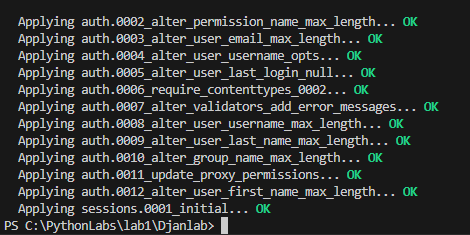 Applying auth.0002_alter_permission_name_max_length... OK
Applying auth.0003_alter_user_email_max_length... OK
Applying auth.0004_alter_user_username_opts... OK
Applying auth.0005_alter_user_last_login_null... OK
Applying auth.0006_require_contenttypes_0002... OK
Applying auth.0007_alter_validators_add_error_messages... OK
Applying auth.0008_alter_user_username_max_length... OK
Applying auth.0009_alter_user_last_name_max_length... OK
Applying auth.0010_alter_group_name_max_length... OK
Applying auth.0011_update_proxy_permissions... OK
Applying auth.0012_alter_user_first_name_max_length... OK
Applying sessions.0001_initial... OK
PS C:\PythonLabs\lab1\Djanlab>